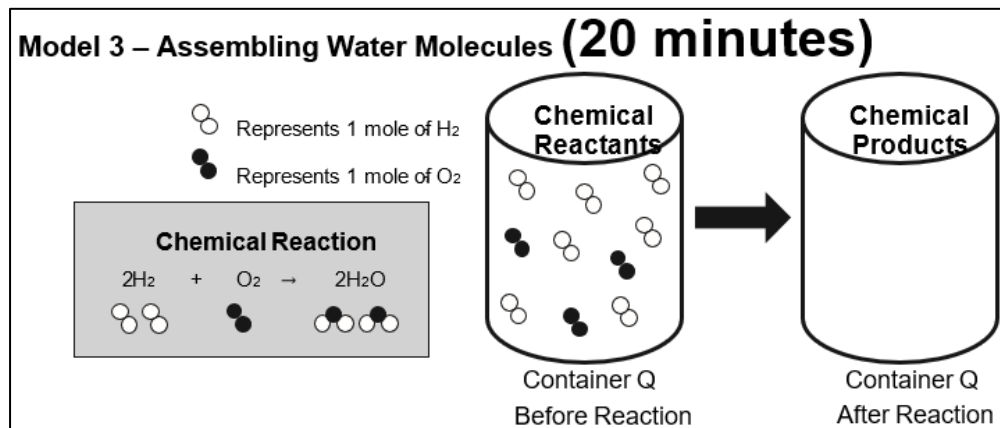 Model 3 – Assembling Water Molecules (20 minutes)
Represents 1 mole of H2
Represents 1 mole of O2
Chemical Reaction
2H2 + O2 → 2H2O
Chemical
Reactants
Container Q
Before Reaction
Chemical
Products
Container Q
After Reaction